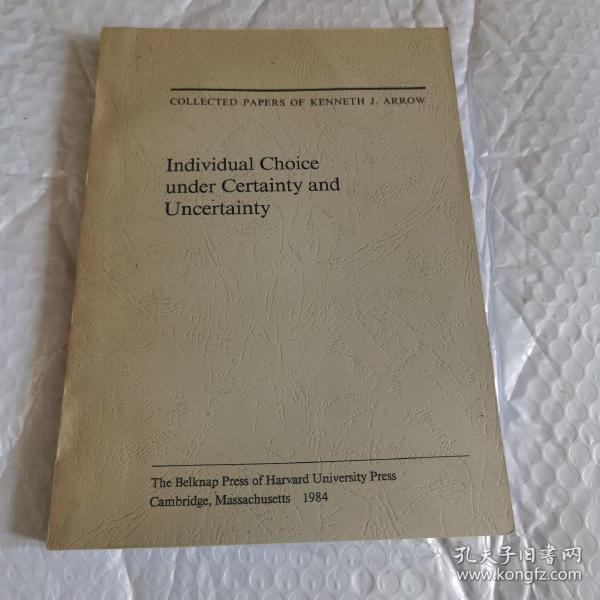 COLLECTED PAPERS OF KENNETH J. ARROW
Individual Choice
under Certainty and
Uncertainty
The Belknap Press of Harvard University Press
Cambridge, Massachusetts 1984
孔夫子旧书网
www.kongfz.com